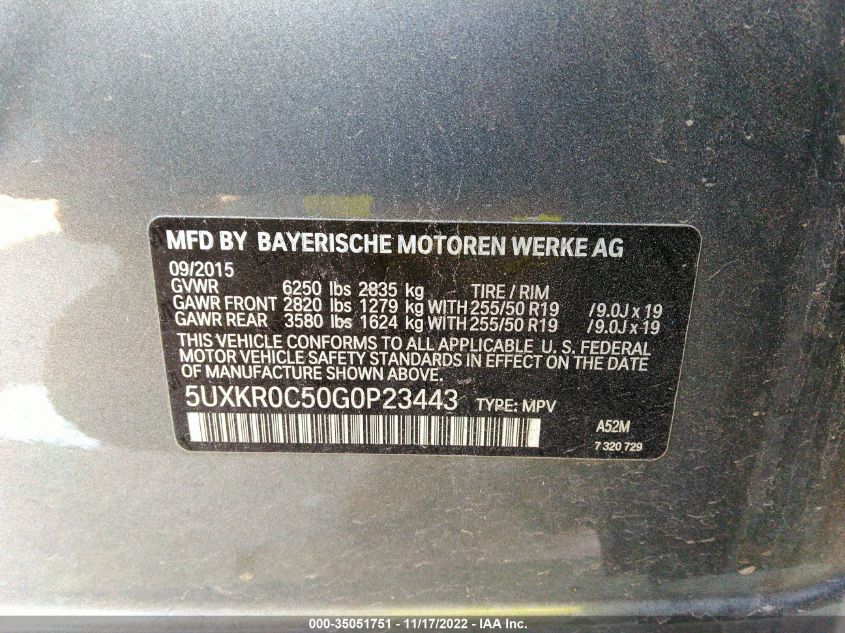 MFD BY BAYERISCHE MOTOREN WERKE AG
09/2015
GVWR 6250 lbs 2835 kg TIRE / RIM
GAWR FRONT 2820 lbs 1279 kg WITH 255/50 R19 / 9.0J x 19
GAWR REAR 3580 lbs 1624 kg WITH 255/50 R19 / 9.0J x 19
THIS VEHICLE CONFORMS TO ALL APPLICABLE U. S. FEDERAL
MOTOR VEHICLE SAFETY STANDARDS IN EFFECT ON THE DATE
OF MANUFACTURE SHOWN ABOVE.
5UXKR0C50G0P23443 TYPE: MPV
A52M
7 320 729
000-35051751 - 11/17/2022 - IAA Inc.